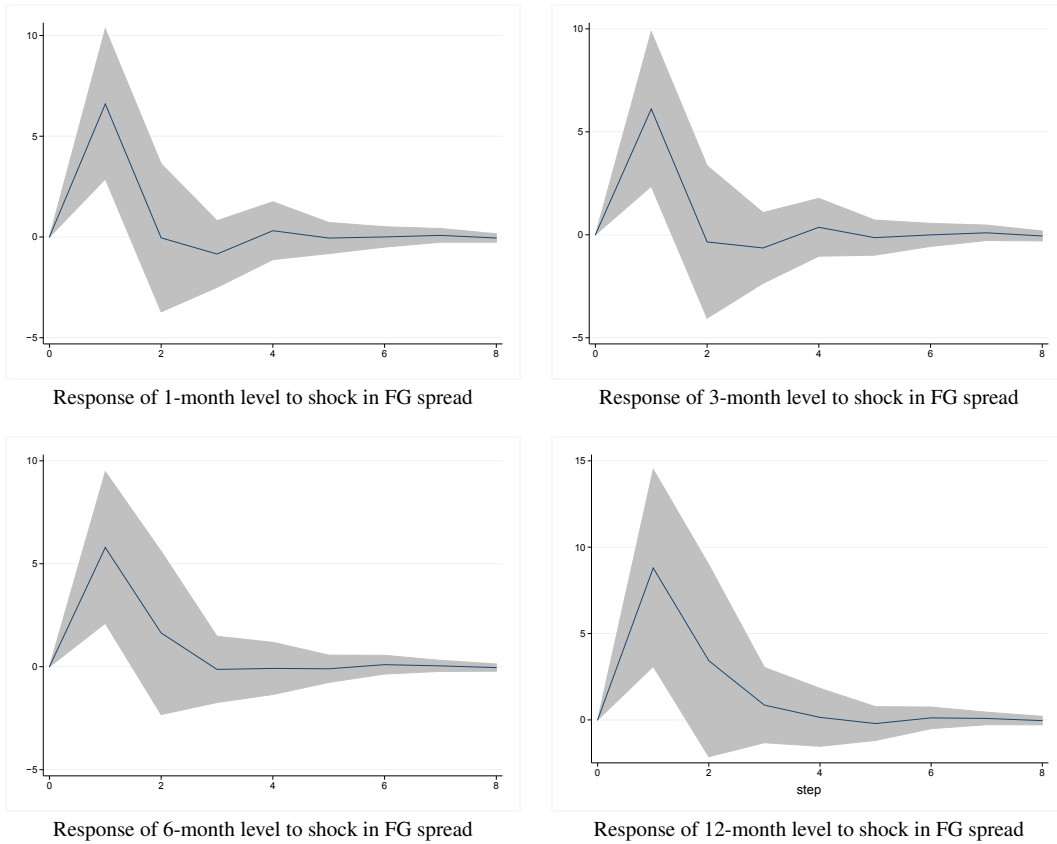 10
5
0
−5
0 2 4 6 8
Response of 1-month level to shock in FG spread
10
5
0
−5
0 2 4 6 8
Response of 3-month level to shock in FG spread
10
5
0
−5
0 2 4 6 8
Response of 6-month level to shock in FG spread
15
10
5
0
0 2 4 6 8
step
Response of 12-month level to shock in FG spread